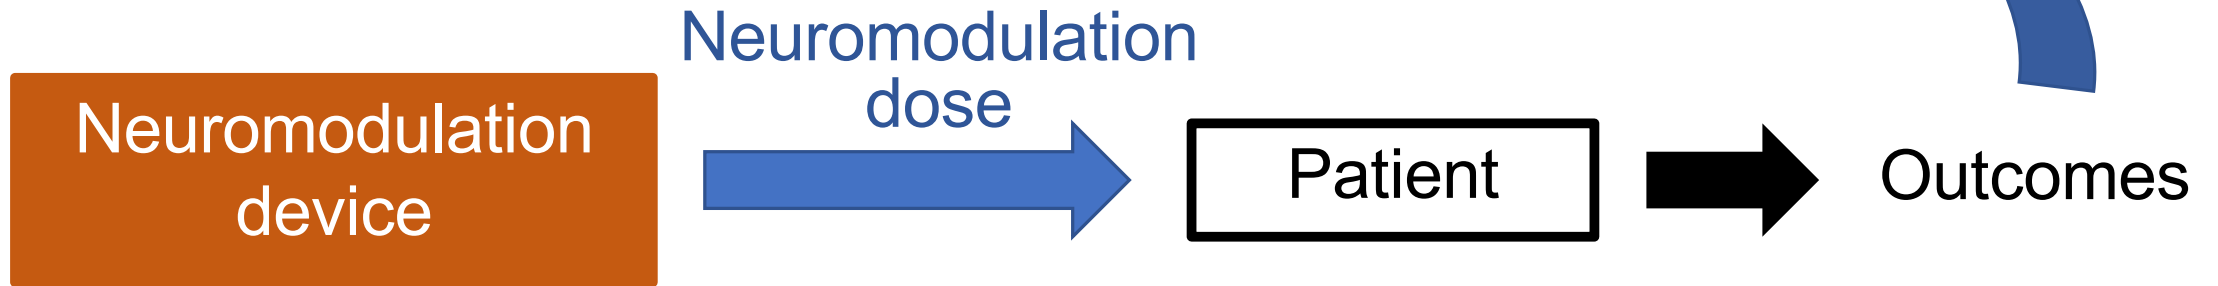 Neuromodulation
device
Neuromodulation
dose
Patient
Outcomes